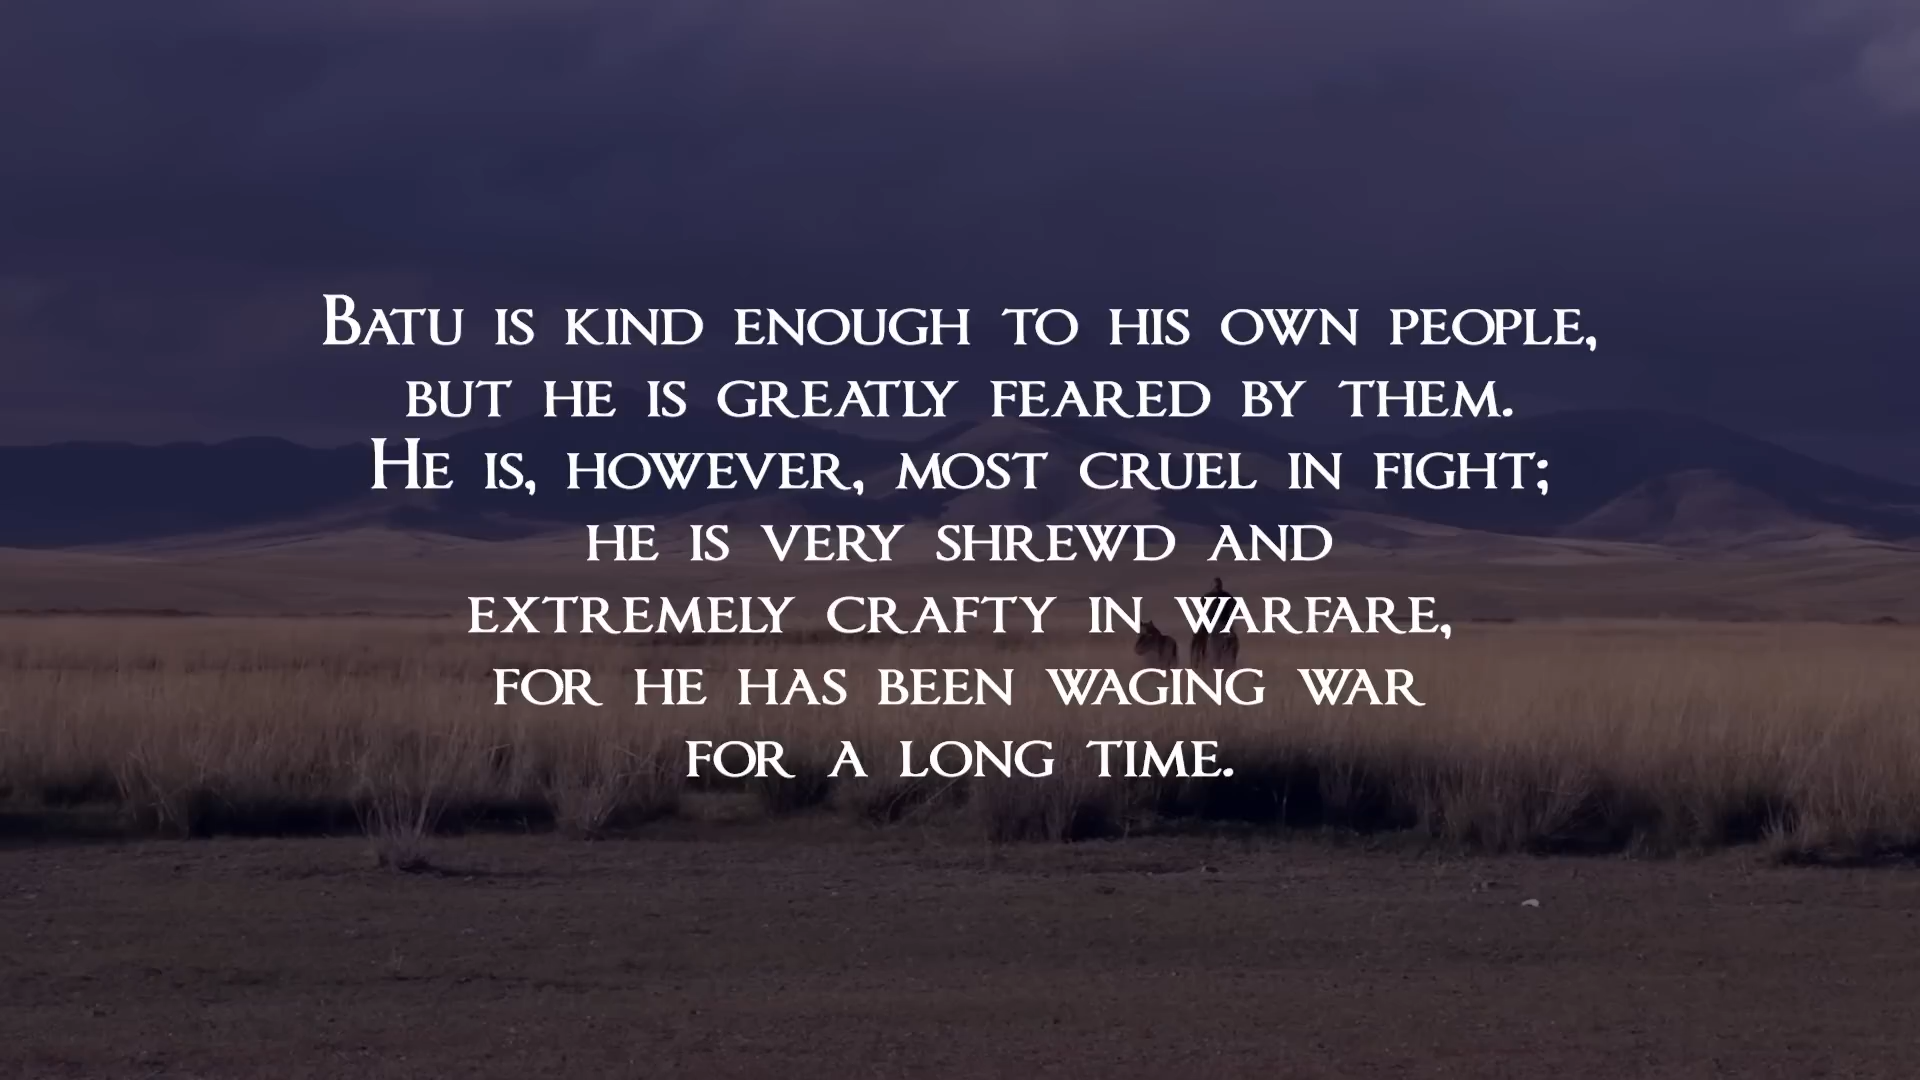 Batu is kind enough to his own people,
but he is greatly feared by them.
He is, however, most cruel in fight;
he is very shrewd and
extremely crafty in warfare,
for he has been waging war
for a long time.